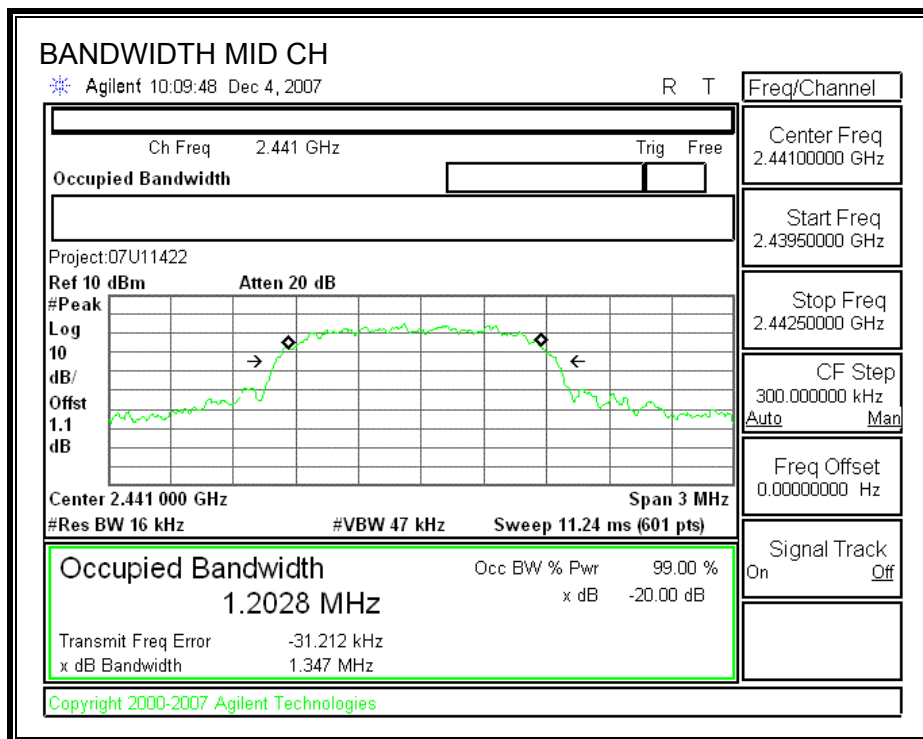 BANDWIDTH MID CH
Agilent 10:09:48 Dec 4, 2007 R T
Freq/Channel
Ch Freq 2.441 GHz Trig Free
Occupied Bandwidth
Center Freq
2.44100000 GHz
Start Freq
2.43950000 GHz
Stop Freq
2.44250000 GHz
CF Step
300.000000 kHz
Auto Man
Freq Offset
0.00000000 Hz
Signal Track
On Off
Project:07U11422
Ref 10 dBm Atten 20 dB
#Peak
Log
10
dB/
Offst
1.1
dB
Center 2.441 000 GHz Span 3 MHz
#Res BW 16 kHz #VBW 47 kHz Sweep 11.24 ms (601 pts)
Occupied Bandwidth Occ BW % Pwr 99.00 %
1.2028 MHz x dB -20.00 dB
Transmit Freq Error -31.212 kHz
x dB Bandwidth 1.347 MHz
Copyright 2000-2007 Agilent Technologies